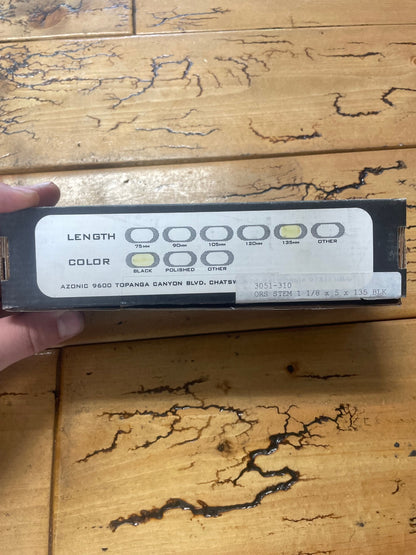 LENGTH
75MM 90MM 105MM 120MM 135MM OTHER
COLOR
BLACK POLISHED OTHER
AZONIC 9600 TOPANGA CANYON BLVD. CHATSW
3051-310
ORS STEM 1 1/8 x 5 x 135 BLK